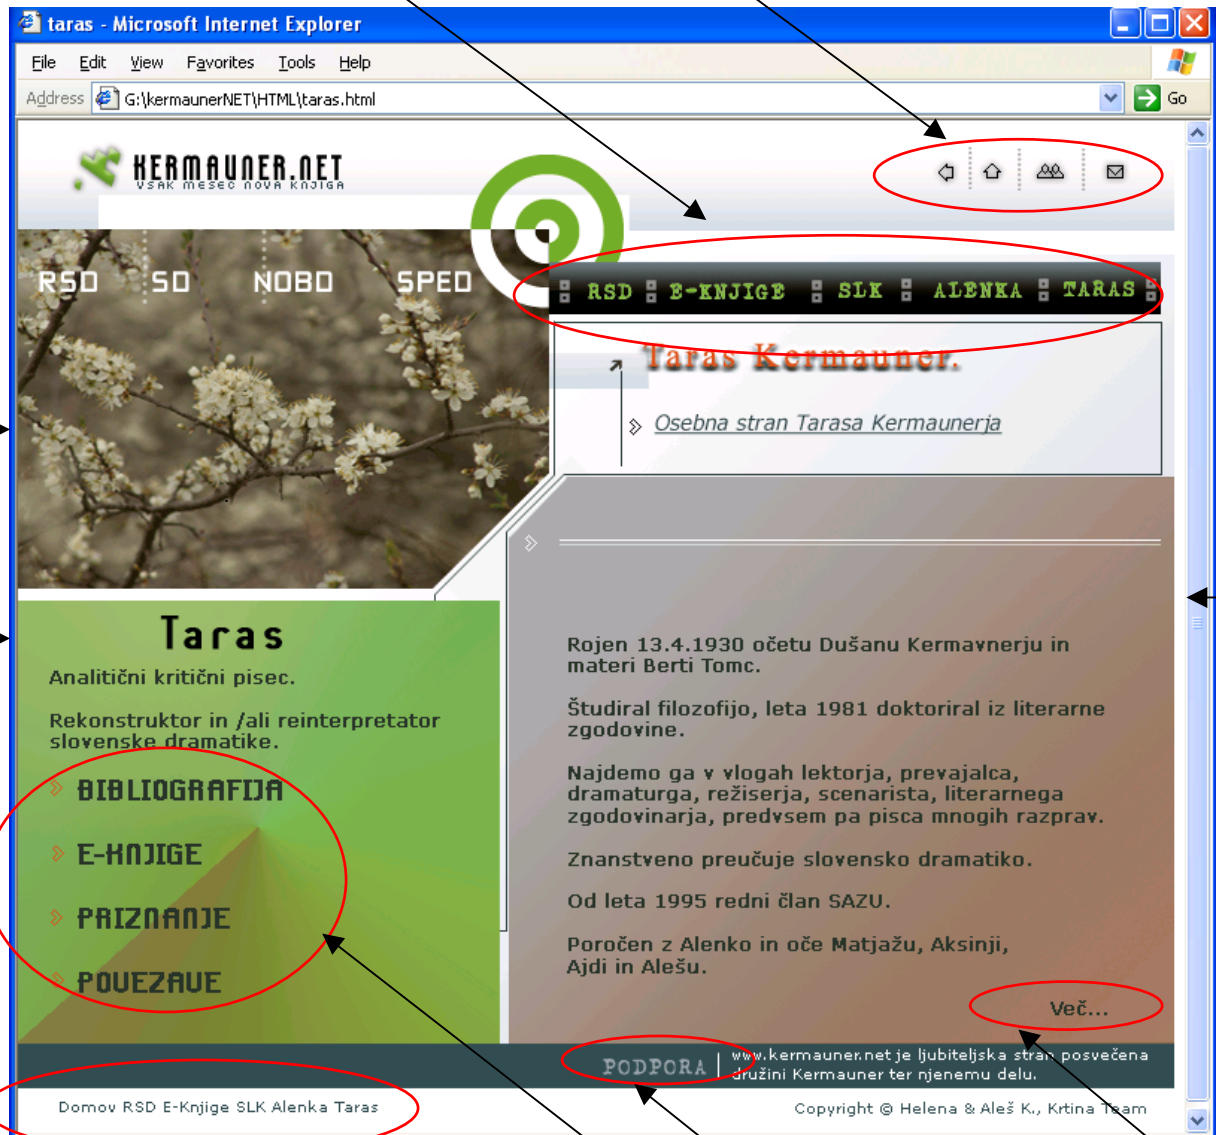 taras - Microsoft Internet Explorer
File Edit View Favorites Tools Help
Address G:\kermaunerNET\HTML\taras.html Go
KERMAUNER.NET
VSAK MESEC NOVA KNJIGA
RSD SD NOBD SPED
RSD E-KNJIGE SLK ALENKA TARAS
Taras Kermauner.
Osebna stran Tarasa Kermaunerja
Taras
Analitični kritični pisec.
Rekonstruktor in /ali reinterpretator
slovenske dramatike.
BIBLIOGRAFIJA
E-KNJIGE
PRIZNANJE
POVEZAVE
Rojen 13.4.1930 očetu Dušanu Kermavnerju in
materi Berti Tomc.
Študiral filozofijo, leta 1981 doktoriral iz literarne
zgodovine.
Najdemo ga v vlogah lektorja, prevajalca,
dramaturga, režiserja, scenarista, literarnega
zgodovinarja, predvsem pa pisca mnogih razprav.
Znanstveno preučuje slovensko dramatiko.
Od leta 1995 redni član SAZU.
Poročen z Alenko in oče Matjažu, Aksinji,
Ajdi in Alešu.
Več...
PODPORA
www.kermauner.net je ljubiteljska stran posvečena
družini Kermauner ter njenemu delu.
Domov RSD E-Knjige SLK Alenka Taras
Copyright @ Helena & Aleš K., Krtina Team